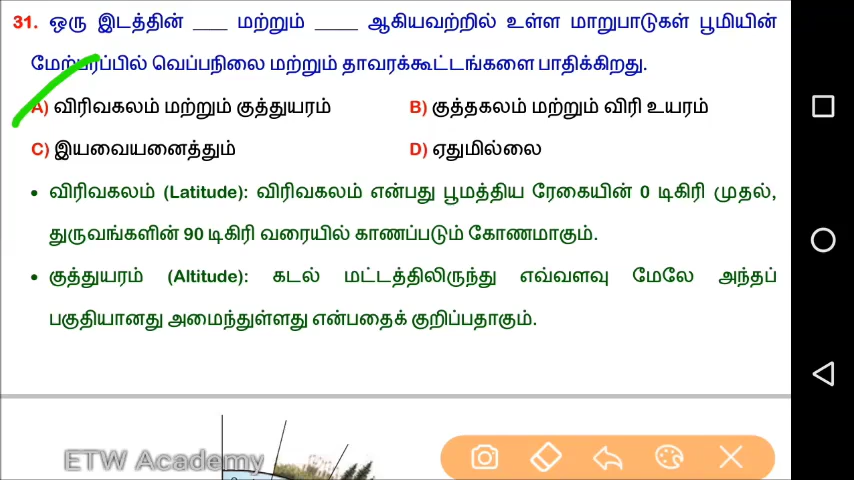 31. ஒரு இடத்தின் ___ மற்றும் ____ ஆகியவற்றில் உள்ள மாறுபாடுகள் பூமியின்
மேற்பரப்பில் வெப்பநிலை மற்றும் தாவரக்கூட்டங்களை பாதிக்கிறது.
A) விரிவகலம் மற்றும் குத்துயரம் B) குத்தகலம் மற்றும் விரி உயரம்
C) இயவையனைத்தும் D) ஏதுமில்லை
• விரிவகலம் (Latitude): விரிவகலம் என்பது பூமத்திய ரேகையின் 0 டிகிரி முதல்,
துருவங்களின் 90 டிகிரி வரையில் காணப்படும் கோணமாகும்.
• குத்துயரம் (Altitude): கடல் மட்டத்திலிருந்து எவ்வளவு மேலே அந்தப்
பகுதியானது அமைந்துள்ளது என்பதைக் குறிப்பதாகும்.
ETW Academy